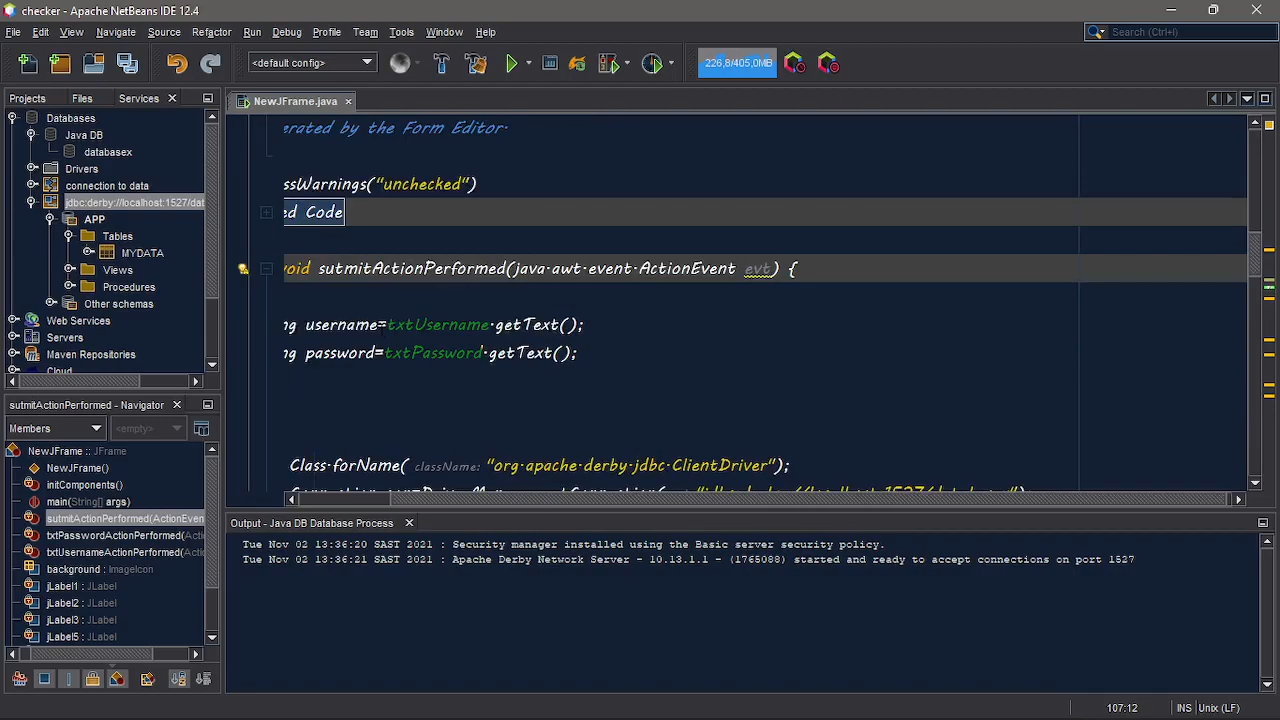 checker - Apache NetBeans IDE 12.4
File Edit View Navigate Source Refactor Run Debug Profile Team Tools Window Help
Search (Ctrl+I)
<default config>
226,8/405,0MB
Projects Files Services
NewJFrame.java
Databases
Java DB
databasex
Drivers
connection to data
jdbc:derby://localhost:1527/dat
APP
Tables
MYDATA
Views
Procedures
Other schemas
Web Services
Servers
Maven Repositories
Cloud
erated by the Form Editor.
ssWarnings("unchecked")
ed Code
void sutmitActionPerformed(java.awt.event.ActionEvent evt) {
ng username=txtUsername.getText();
ng password=txtPassword.getText();
Class.forName( className: "org.apache.derby.jdbc.ClientDriver");
sutmitActionPerformed - Navigator
Members
<empty>
NewJFrame :: JFrame
NewJFrame()
initComponents()
main(String[] args)
sutmitActionPerformed(ActionEven
txtPasswordActionPerformed(Acti
txtUsernameActionPerformed(Acti
background : ImageIcon
jLabel1 : JLabel
jLabel2 : JLabel
jLabel3 : JLabel
jLabel5 : JLabel
Output - Java DB Database Process
Tue Nov 02 13:36:20 SAST 2021 : Security manager installed using the Basic server security policy.
Tue Nov 02 13:36:21 SAST 2021 : Apache Derby Network Server - 10.13.1.1 - (1765088) started and ready to accept connections on port 1527
107:12 INS Unix (LF)